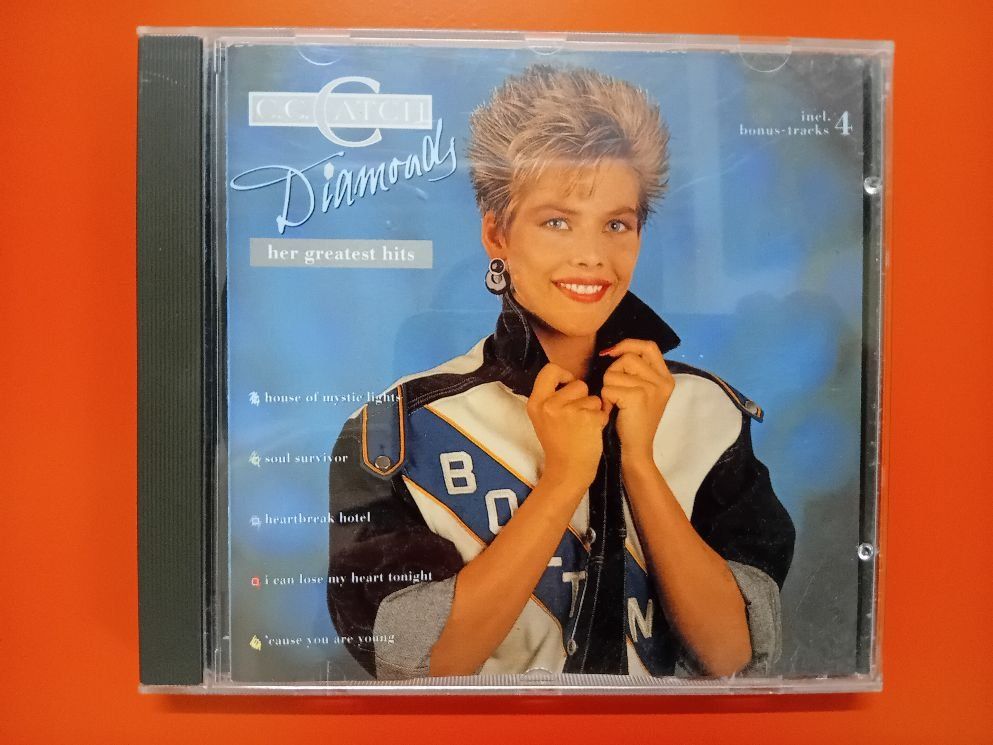 C.C. CATCH
Diamonds
her greatest hits
incl. 4
bonus-tracks
house of mystic lights
soul survivor
heartbreak hotel
i can lose my heart tonight
'cause you are young
BO
T
N